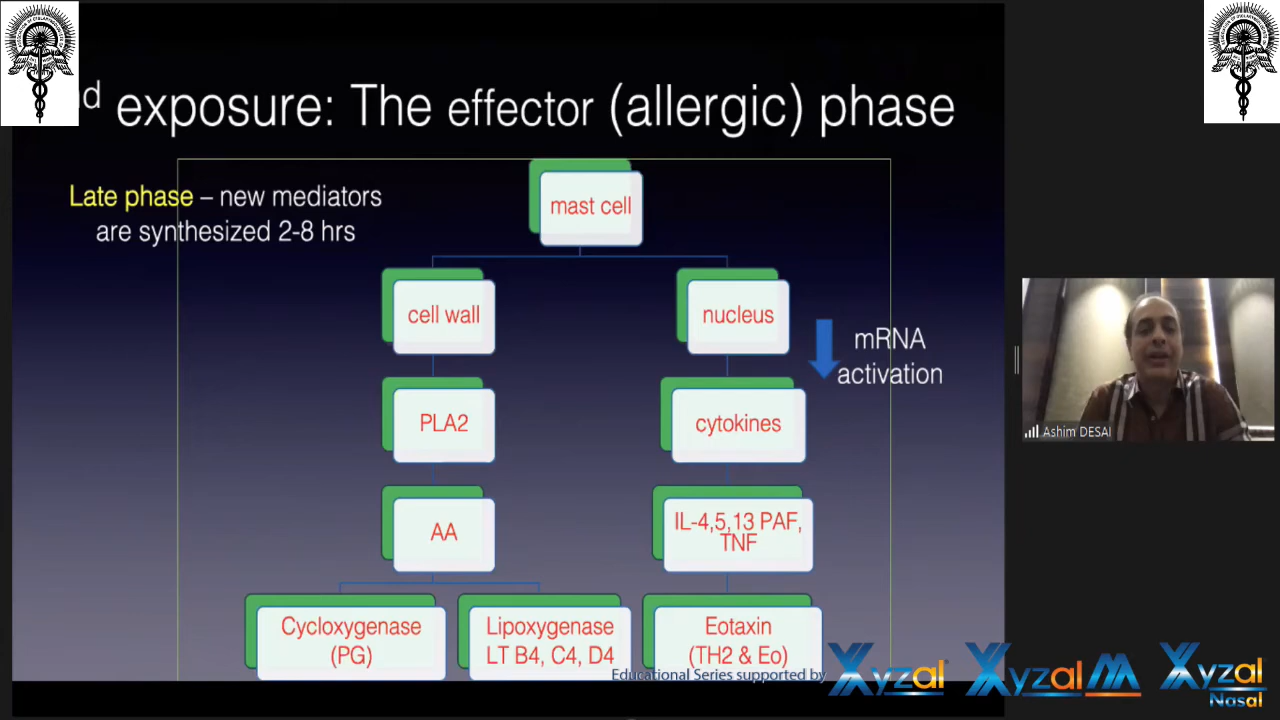 nd exposure: The effector (allergic) phase
Late phase – new mediators
are synthesized 2-8 hrs
mast cell
cell wall
nucleus
mRNA
activation
PLA2
cytokines
AA
IL-4,5,13 PAF,
TNF
Cycloxygenase
(PG)
Lipoxygenase
LT B4, C4, D4
Eotaxin
(TH2 & Eo)
Ashim DESAI
Educational Series supported by
Xyzal
Xyzal M
Xyzal
Nasal